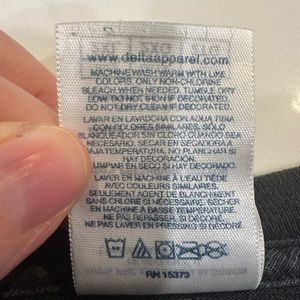 www.deltaapparel.com
MACHINE WASH WARM WITH LIKE
COLORS. ONLY NON-CHLORINE
BLEACH WHEN NEEDED. TUMBLE DRY
LOW. DO NOT IRON IF DECORATED.
DO NOT DRY CLEAN IF DECORATED.
LAVAR EN LAVADORA CON AGUA TIBIA
CON COLORES SIMILARES. SOLO
BLANQUEADOR SIN CLORO CUANDO SEA
NECESARIO. SECAR EN SECADORA A
BAJA TEMPERATURA. NO PLANCHAR SI
HAY DECORADO. NO
LIMPIAR EN SECO SI HAY DECORADO.
LAVER EN MACHINE À L'EAU TIÈDE
AVEC COULEURS SIMILAIRES.
SEULEMENT AGENT DE BLANCHIMENT
SANS CHLORE SI NÉCESSAIRE. SÉCHER
EN MACHINE À BASSE TEMPÉRATURE.
NE PAS REPASSER SI DÉCORÉ.
NE PAS LAVER EN PRESSING SI DÉCORÉ
RN 15373